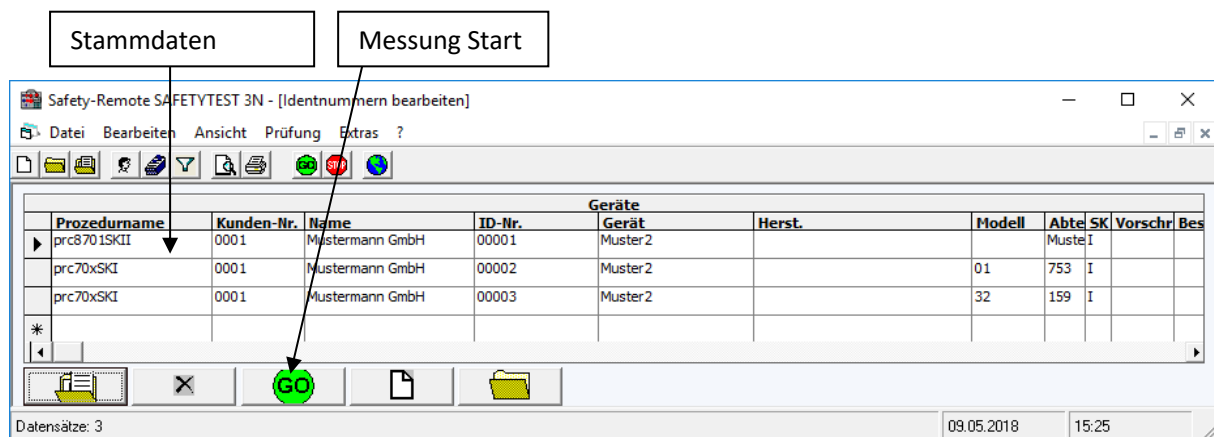 Stammdaten
Messung Start
Safety-Remote SAFETYTEST 3N - [Identnummern bearbeiten]
Datei Bearbeiten Ansicht Prüfung Extras ?
GO STOP
Geräte
Prozedurname Kunden-Nr. Name ID-Nr. Gerät Herst. Modell Abte SK Vorschr Bes
prc8701SKII 0001 Mustermann GmbH 00001 Muster2 Muste I
prc70xSKI 0001 Mustermann GmbH 00002 Muster2 01 753 I
prc70xSKI 0001 Mustermann GmbH 00003 Muster2 32 159 I
GO
Datensätze: 3 09.05.2018 15:25